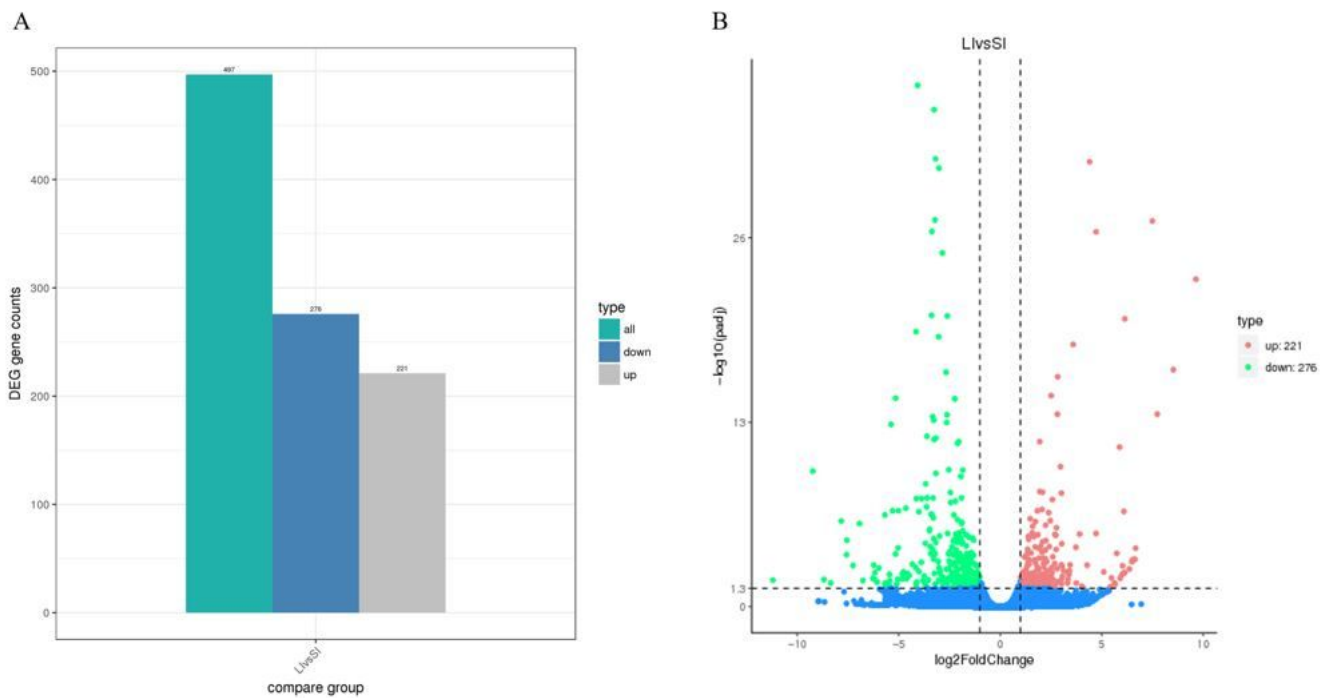 A
500
400
300
200
100
0
DEG gene counts
497
276
221
LIvsSI
compare group
type
all
down
up
B
LIvsSI
26
13
1.3
0
-log10(padj)
-10
-5
0
5
10
log2FoldChange
type
up: 221
down: 276